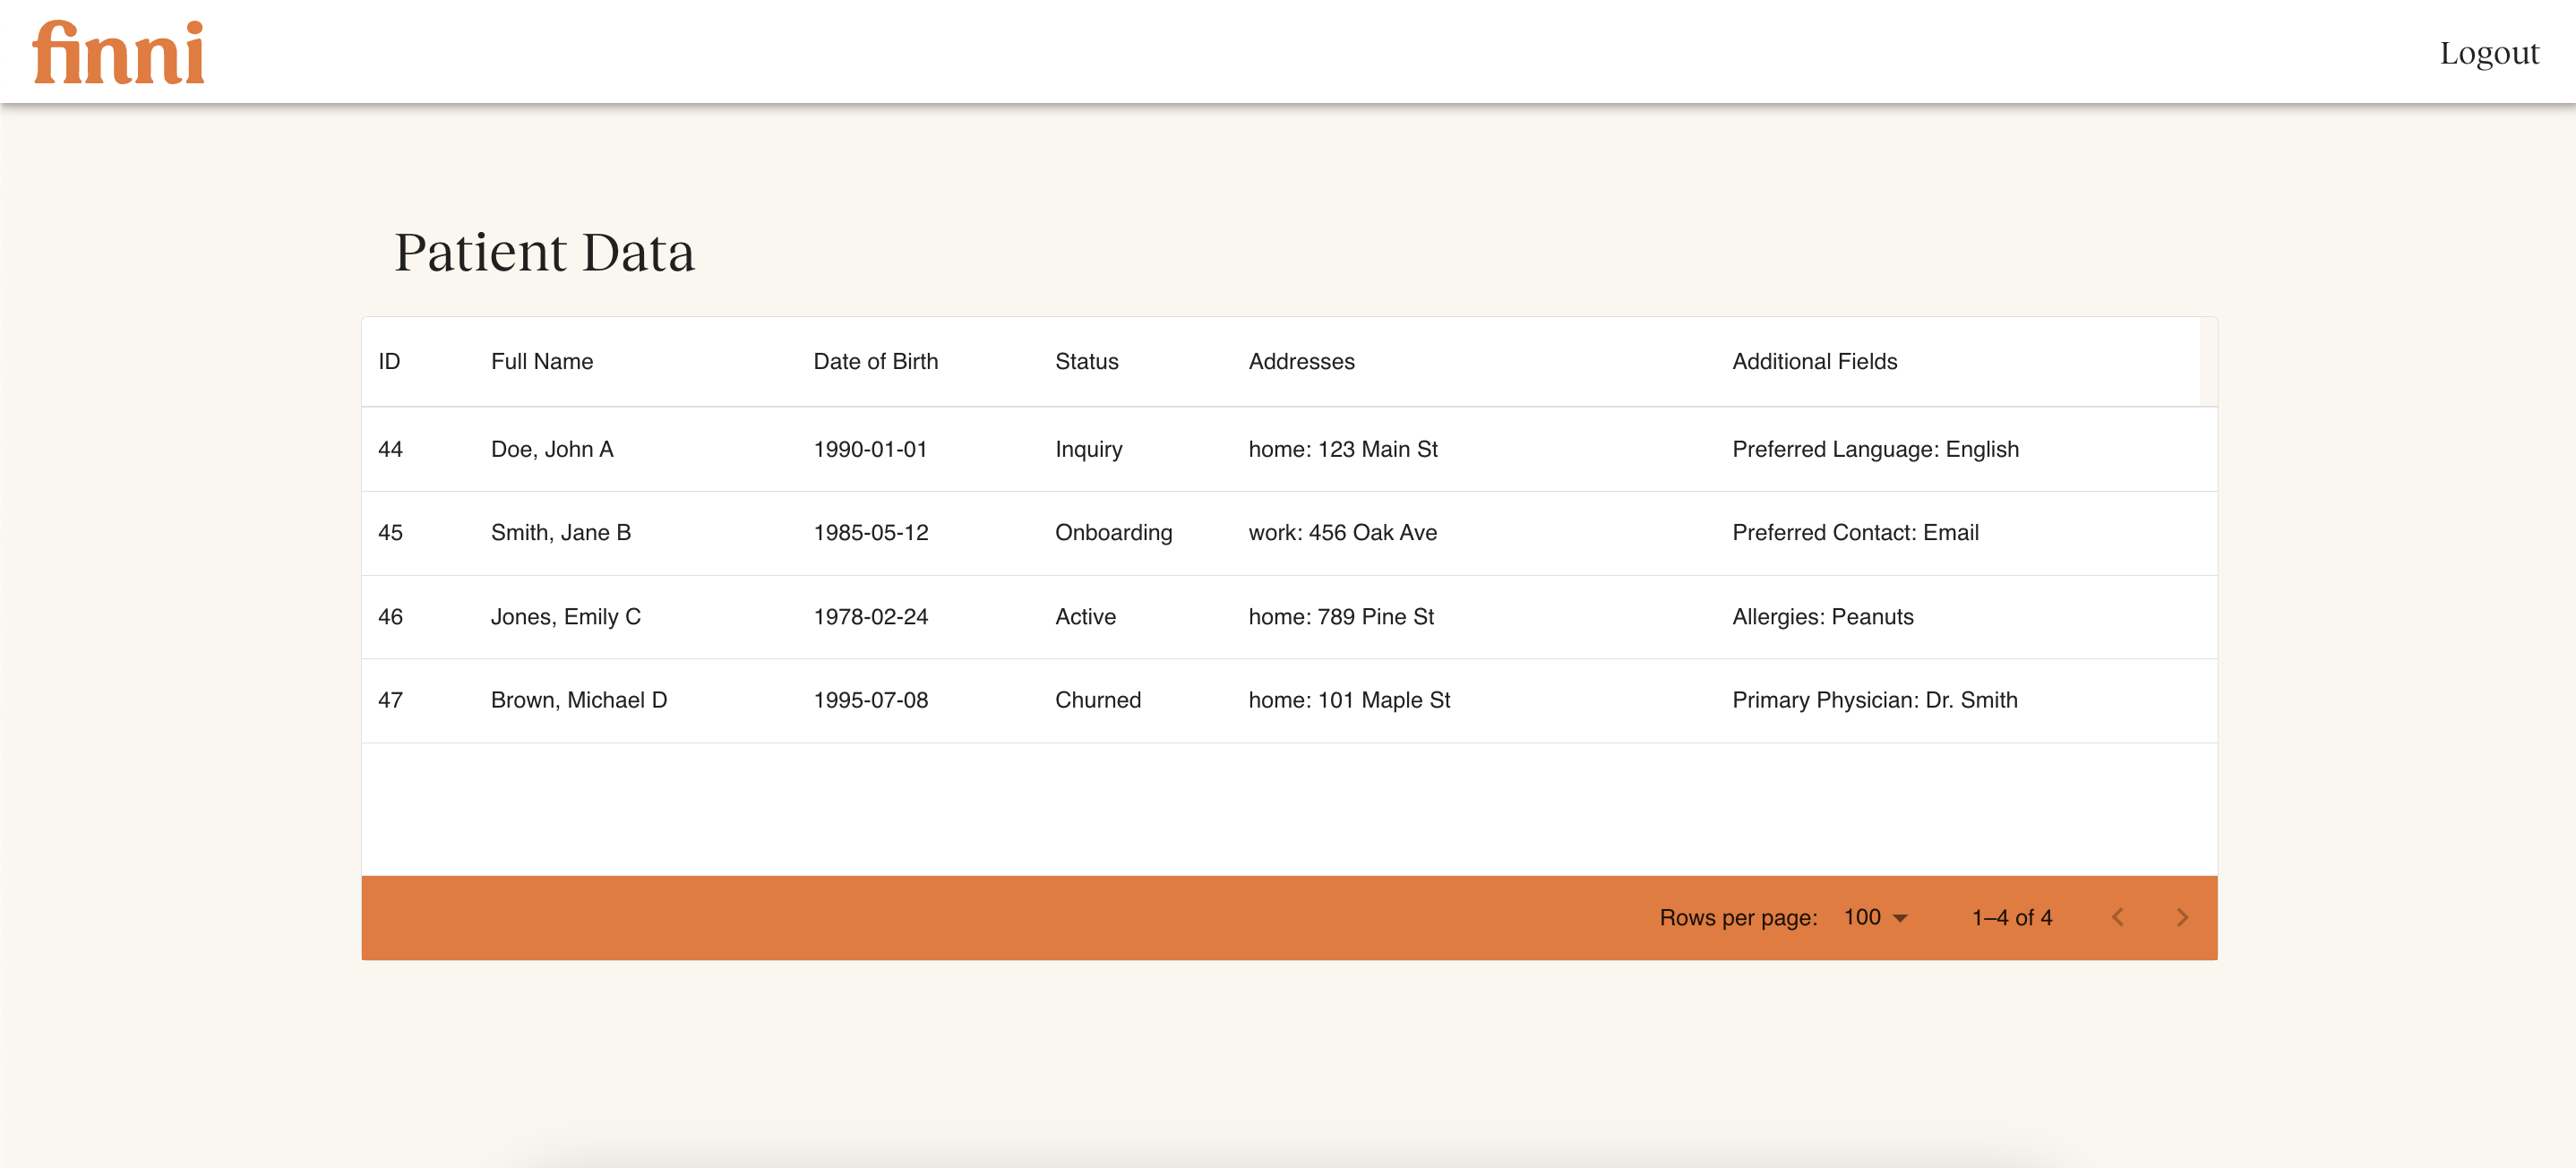 finni
Logout
Patient Data
ID Full Name Date of Birth Status Addresses Additional Fields
44 Doe, John A 1990-01-01 Inquiry home: 123 Main St Preferred Language: English
45 Smith, Jane B 1985-05-12 Onboarding work: 456 Oak Ave Preferred Contact: Email
46 Jones, Emily C 1978-02-24 Active home: 789 Pine St Allergies: Peanuts
47 Brown, Michael D 1995-07-08 Churned home: 101 Maple St Primary Physician: Dr. Smith
Rows per page: 100 1–4 of 4